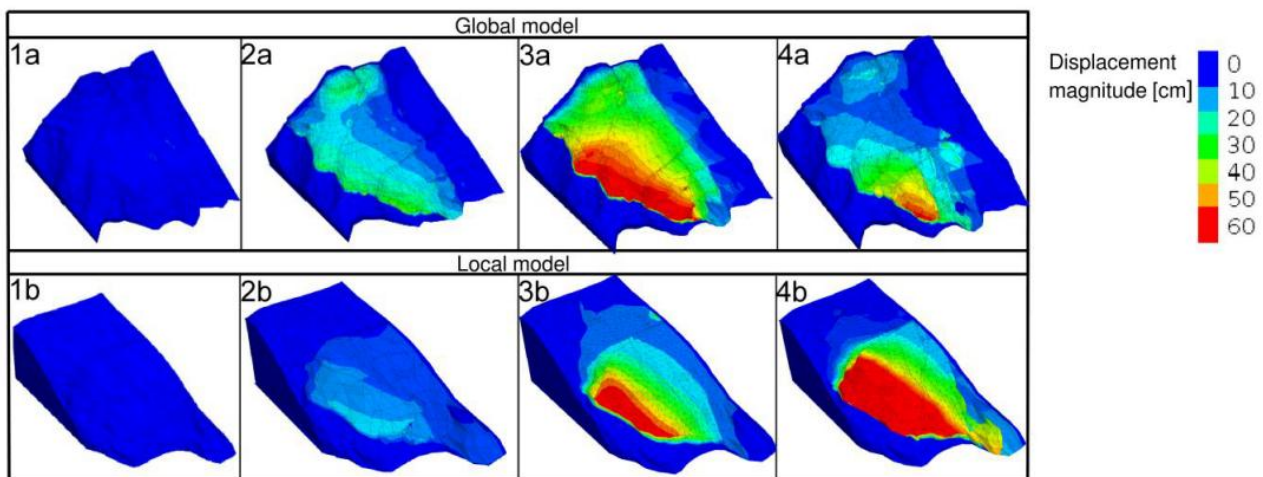 Global model
1a 2a 3a 4a
Local model
1b 2b 3b 4b
Displacement
magnitude [cm]
0
10
20
30
40
50
60